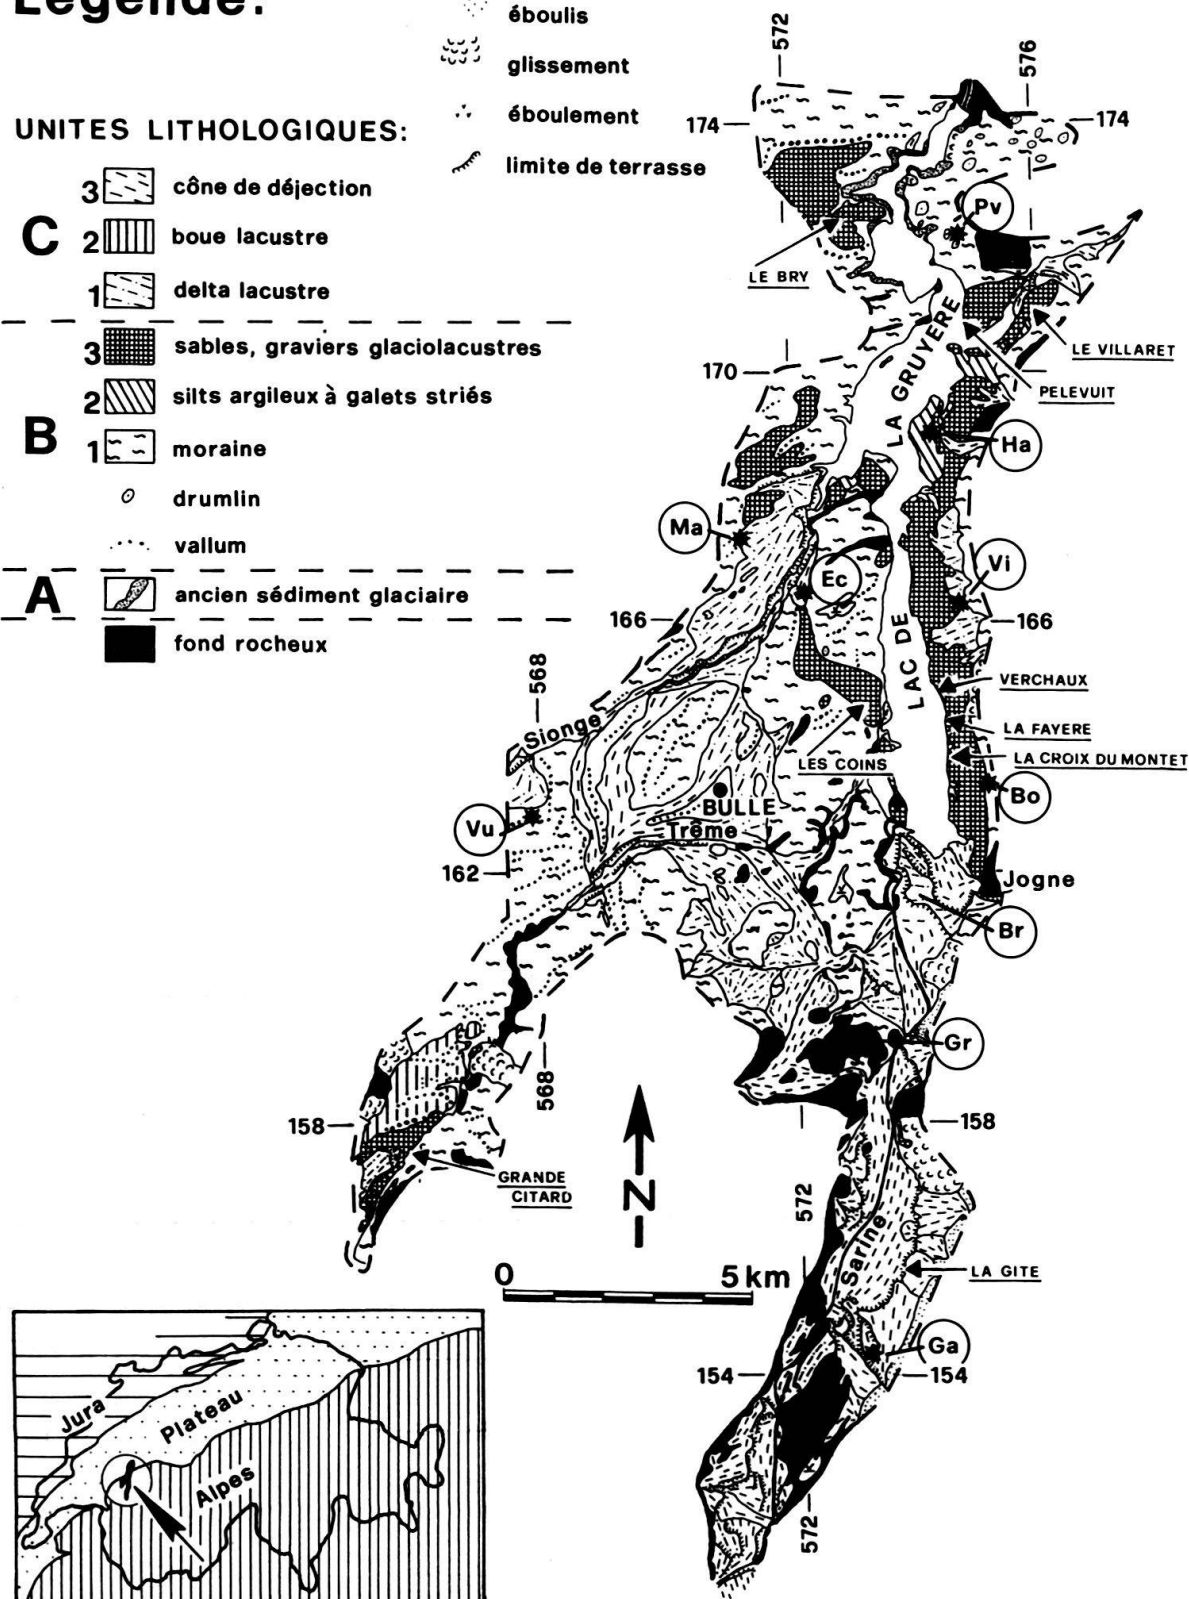 Légende:
éboulis
glissement
éboulement
limite de terrasse
UNITES LITHOLOGIQUES:
C
3 cône de déjection
2 boue lacustre
1 delta lacustre
B
3 sables, graviers glaciolacustres
2 silts argileux à galets striés
1 moraine
drumlin
vallum
A
ancien sédiment glaciaire
fond rocheux
572
576
174
174
Pv
LE BRY
LE VILLARET
PELEVUIT
170
LAC DE LA GRUYERE
Ha
Ma
Ec
Vi
166
166
568
VERCHAUX
LA FAYERE
LA CROIX DU MONTET
LES COINS
Sionge
BULLE
Bo
Vu
Trême
162
Jogne
Br
Gr
568
158
158
GRANDE
CITARD
N
572
Sarine
LA GITE
0 5 km
Ga
154
154
572
Jura
Plateau
Alpes